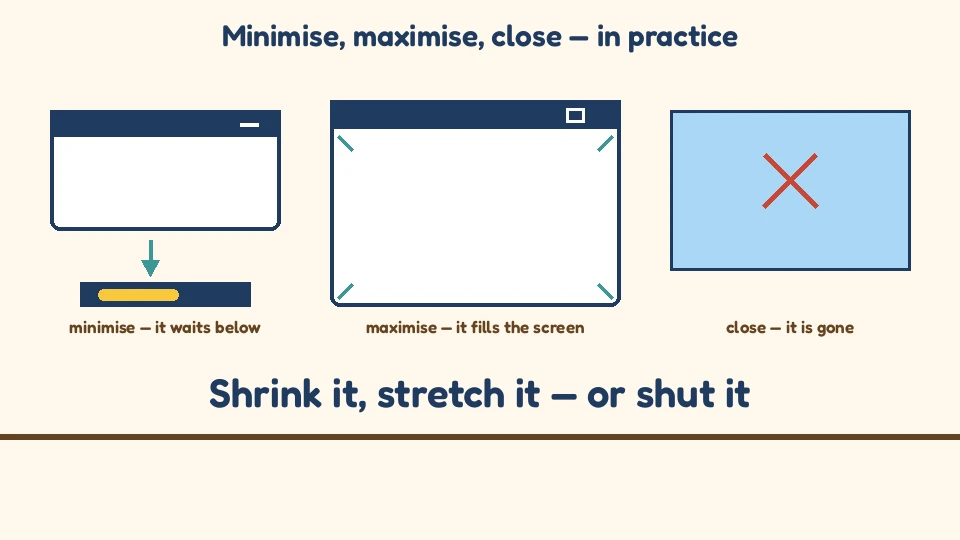 Minimise, maximise, close — in practice
minimise — it waits below
maximise — it fills the screen
close — it is gone
Shrink it, stretch it — or shut it